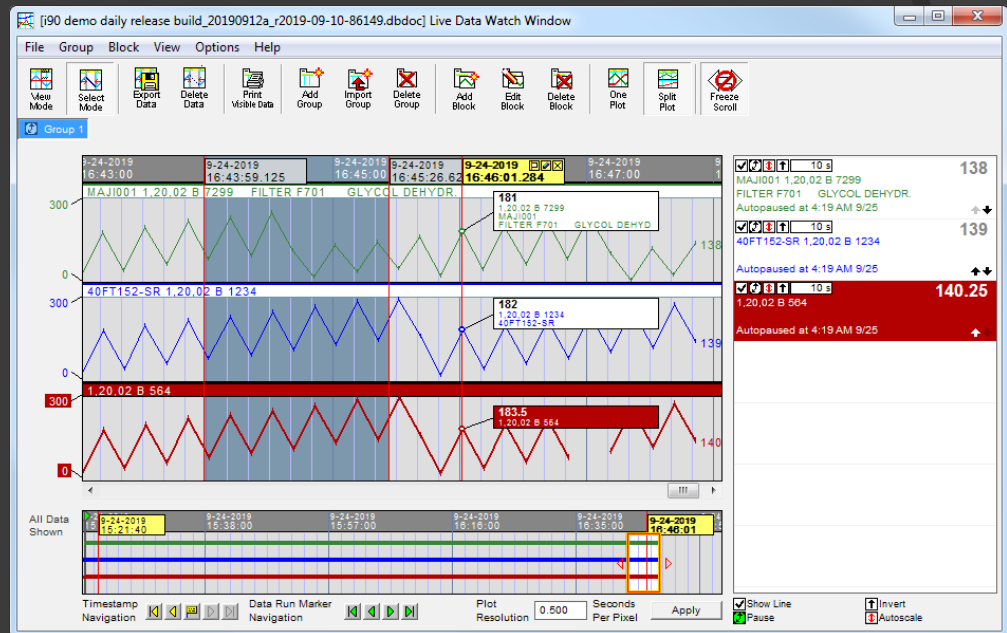 [i90 demo daily release build_20190912a_r2019-09-10-86149.dbdoc] Live Data Watch Window
File Group Block View Options Help
View Mode
Select Mode
Export Data
Delete Data
Print Visible Data
Add Group
Import Group
Delete Group
Add Block
Edit Block
Delete Block
One Plot
Split Plot
Freeze Scroll
Group 1
9-24-2019
16:43:00
9-24-2019
16:43:59.125
9-24-2019
16:45:00
9-24-2019
16:45:26.62
9-24-2019
16:46:01.284
9-24-2019
16:47:00
MAJI001 1,20,02 B 7299 FILTER F701 GLYCOL DEHYDR.
300
0
181
1,20,02 B 7299
MAJI001
FILTER F701 GLYCOL DEHYD
138
40FT152-SR 1,20,02 B 1234
300
0
182
1,20,02 B 1234
40FT152-SR
139
1,20,02 B 564
300
0
183.5
1,20,02 B 564
140
10 s
138
MAJI001 1,20,02 B 7299
FILTER F701 GLYCOL DEHYDR.
Autopaused at 4:19 AM 9/25
10 s
139
40FT152-SR 1,20,02 B 1234
Autopaused at 4:19 AM 9/25
10 s
140.25
1,20,02 B 564
Autopaused at 4:19 AM 9/25
All Data
Shown
9-24-2019
15:21:40
9-24-2019
15:38:00
9-24-2019
15:57:00
9-24-2019
16:16:00
9-24-2019
16:35:00
9-24-2019
16:46:01
Timestamp
Navigation
Data Run Marker
Navigation
Plot
Resolution
0.500
Seconds
Per Pixel
Apply
Show Line
Invert
Pause
Autoscale